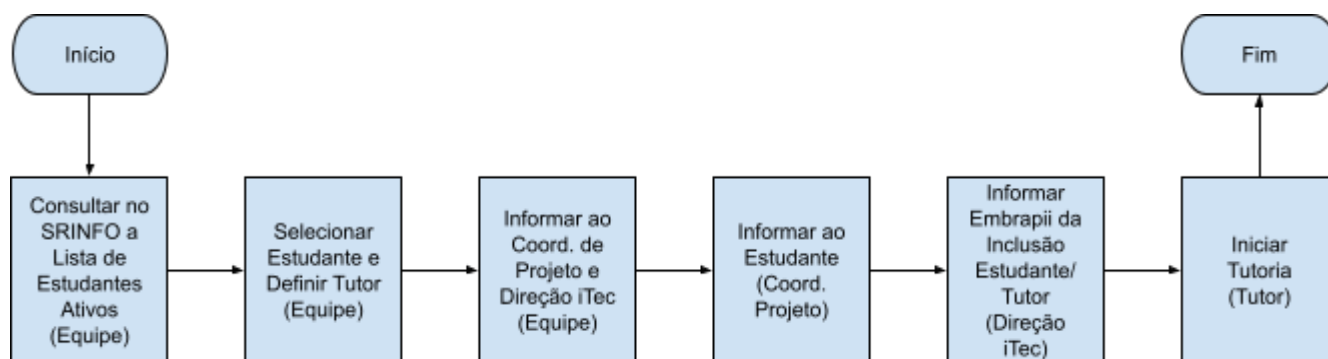 Início
Fim
Consultar no
SRINFO a
Lista de
Estudantes
Ativos
(Equipe)
Selecionar
Estudante e
Definir Tutor
(Equipe)
Informar ao
Coord. de
Projeto e
Direção iTec
(Equipe)
Informar ao
Estudante
(Coord.
Projeto)
Informar
Embrapii da
Inclusão
Estudante/
Tutor
(Direção
iTec)
Iniciar
Tutoria
(Tutor)